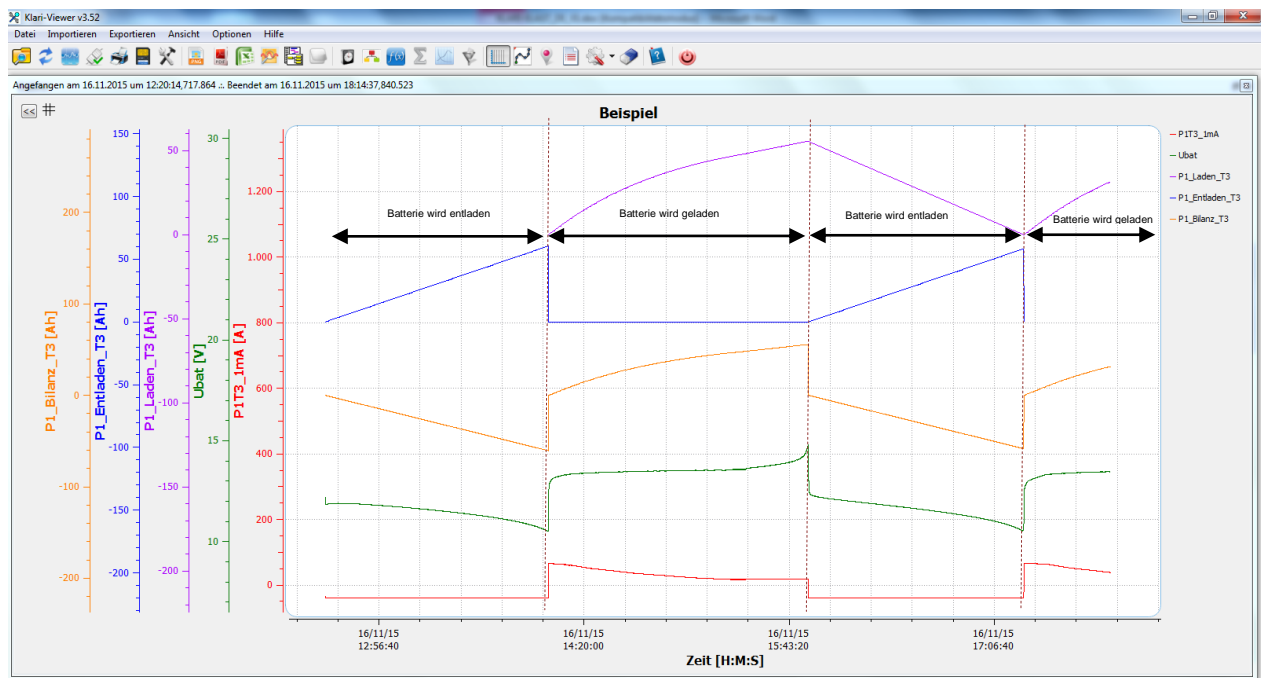 Klari-Viewer v3.52
Datei Importieren Exportieren Ansicht Optionen Hilfe
Angefangen am 16.11.2015 um 12:20:14,717.864 .:. Beendet am 16.11.2015 um 18:14:37,840.523
<<
Beispiel
P1T3_1mA
Ubat
P1_Laden_T3
P1_Entladen_T3
P1_Bilanz_T3
Batterie wird entladen
Batterie wird geladen
Batterie wird entladen
Batterie wird geladen
P1_Bilanz_T3 [Ah]
200
100
0
-100
-200
P1_Entladen_T3 [Ah]
150
100
50
0
-50
-100
-150
-200
P1_Laden_T3 [Ah]
50
0
-50
-100
-150
-200
Ubat [V]
30
25
20
15
10
P1T3_1mA [A]
1.200
1.000
800
600
400
200
0
16/11/15
12:56:40
16/11/15
14:20:00
16/11/15
15:43:20
16/11/15
17:06:40
Zeit [H:M:S]